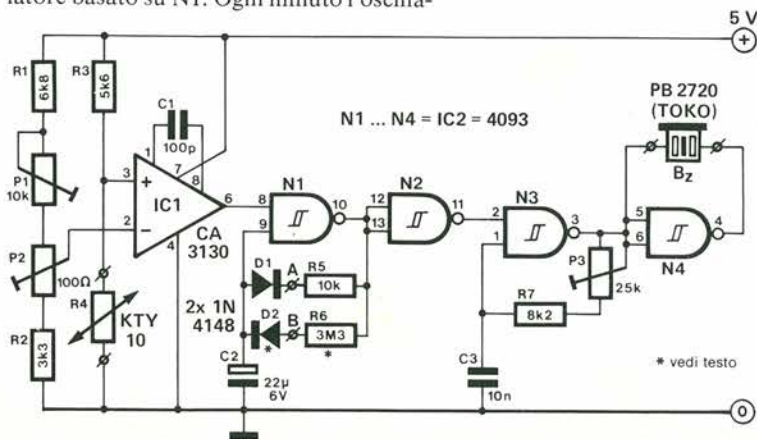 latore basato su N1. Ogni minuto l'oscilla-
5 V
+
R1
6k8
R3
5k6
C1
100p
N1 ... N4 = IC2 = 4093
PB 2720
(TOKO)
Bz
P1
10k
1
7
8
3
+
IC1
6
2
−
4
CA
3130
N1
8
9
10
N2
12
13
11
N3
2
1
3
5
6
4
N4
P2
100Ω
R4
KTY
10
R2
3k3
D1
A
R5
10k
2x 1N
4148
D2
*
B
R6
3M3
*
P3
25k
R7
8k2
C2
22µ
6V
C3
10n
* vedi testo
0